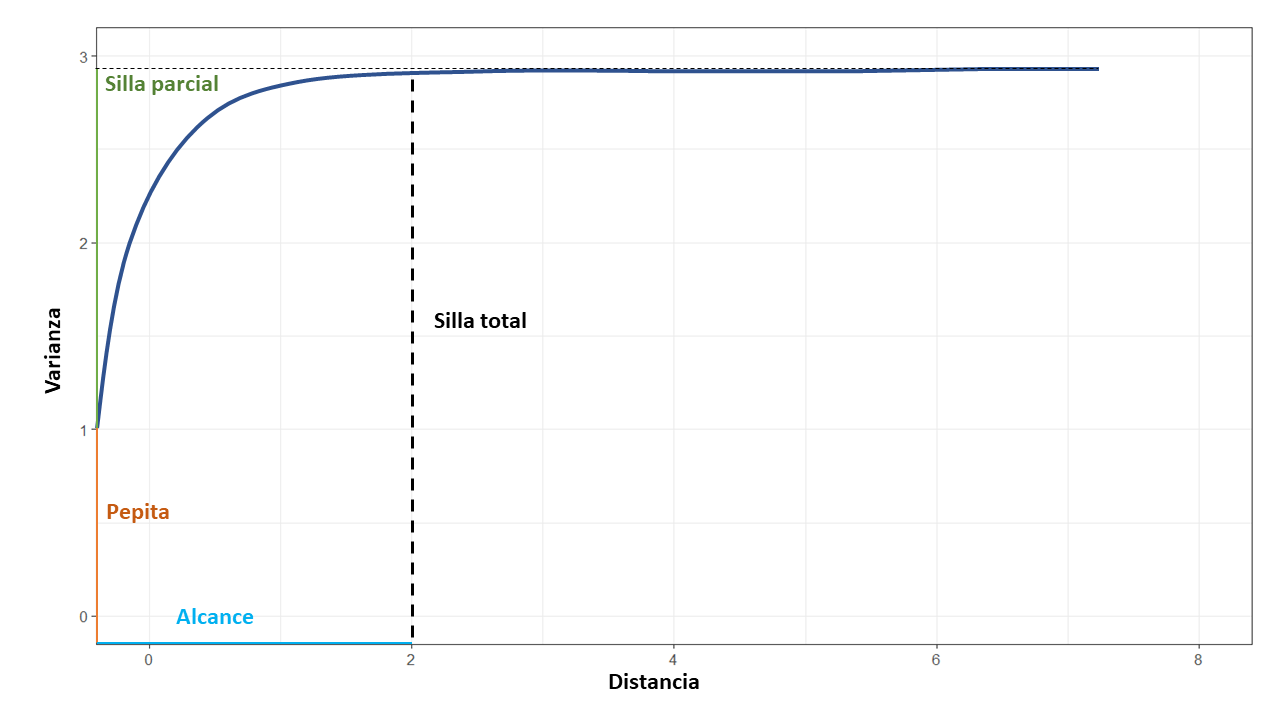 3
Silla parcial
2
Silla total
Varianza
1
Pepita
0
Alcance
0 2 4 6 8
Distancia